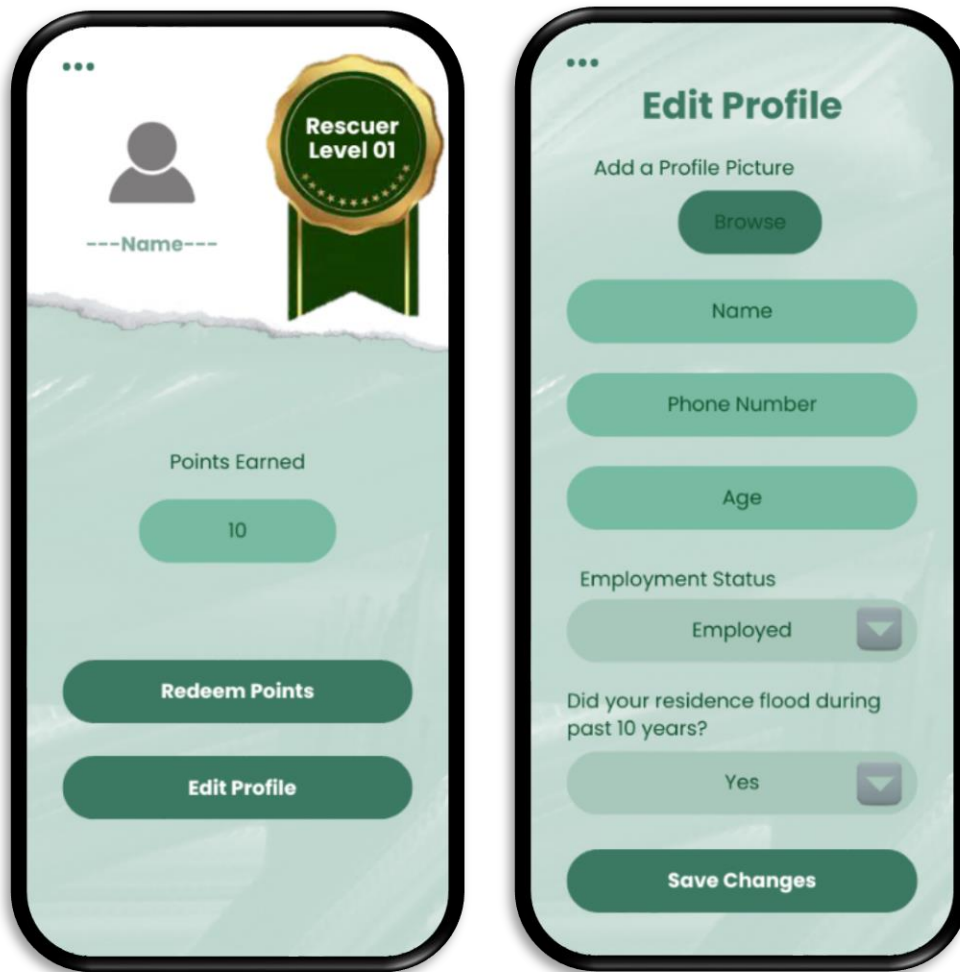 Rescuer
Level 01
---Name---
Points Earned
10
Redeem Points
Edit Profile
Edit Profile
Add a Profile Picture
Browse
Name
Phone Number
Age
Employment Status
Employed
Did your residence flood during
past 10 years?
Yes
Save Changes